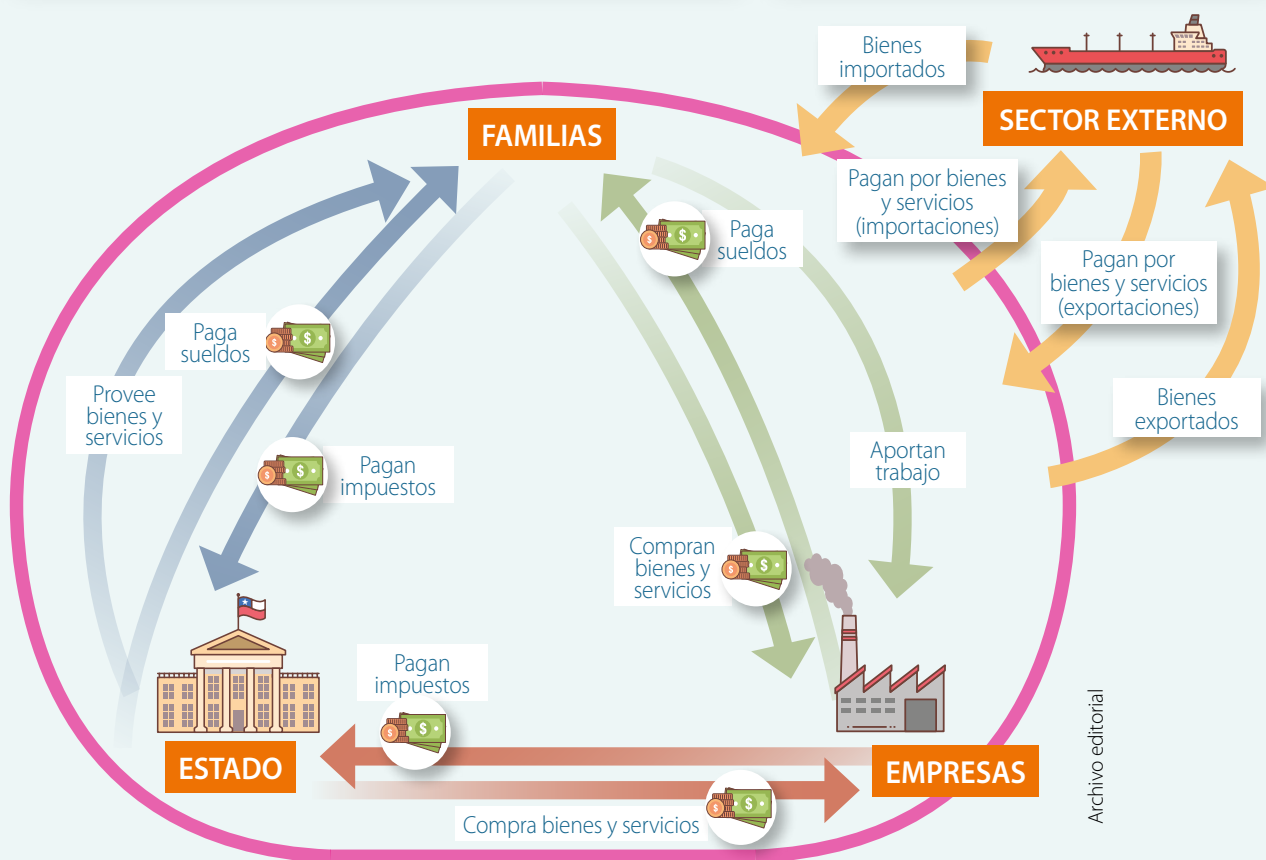 Bienes
importados
SECTOR EXTERNO
FAMILIAS
Pagan por bienes
y servicios
(importaciones)
Paga
sueldos
Pagan por
bienes y servicios
(exportaciones)
Paga
sueldos
Provee
bienes y
servicios
Bienes
exportados
Aportan
trabajo
Pagan
impuestos
Compran
bienes y
servicios
Pagan
impuestos
ESTADO
EMPRESAS
Compra bienes y servicios
Archivo editorial